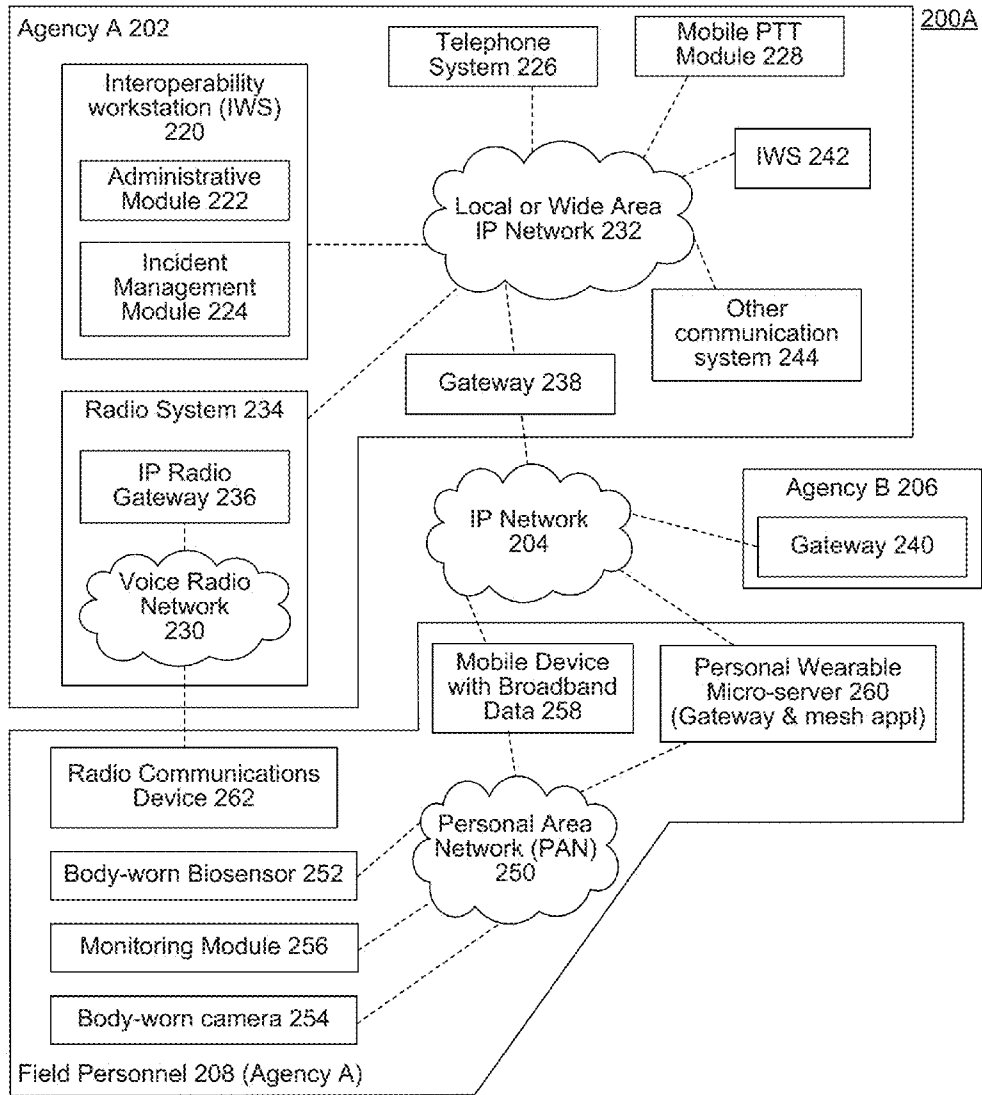 200A
Agency A 202
Interoperability
workstation (IWS)
220
Administrative
Module 222
Incident
Management
Module 224
Telephone
System 226
Mobile PTT
Module 228
IWS 242
Local or Wide Area
IP Network 232
Other
communication
system 244
Gateway 238
Radio System 234
IP Radio
Gateway 236
Voice Radio
Network
230
IP Network
204
Agency B 206
Gateway 240
Mobile Device
with Broadband
Data 258
Personal Wearable
Micro-server 260
(Gateway & mesh appl)
Radio Communications
Device 262
Personal Area
Network (PAN)
250
Body-worn Biosensor 252
Monitoring Module 256
Body-worn camera 254
Field Personnel 208 (Agency A)